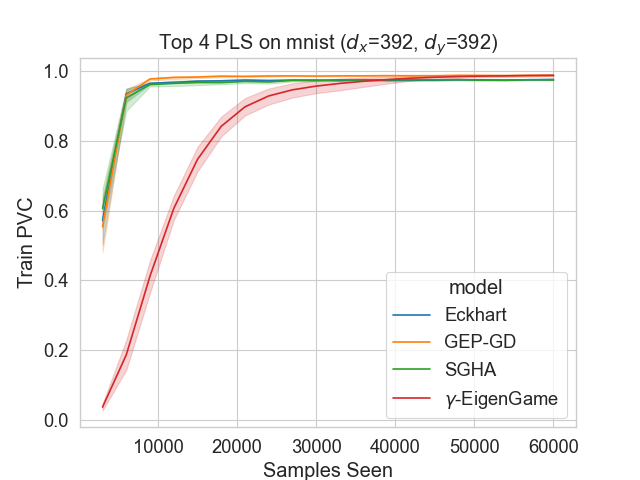 Top 4 PLS on mnist (dₓ=392, d_y=392)
1.0
0.8
0.6
0.4
0.2
0.0
Train PVC
model
Eckhart
GEP-GD
SGHA
γ-EigenGame
10000 20000 30000 40000 50000 60000
Samples Seen